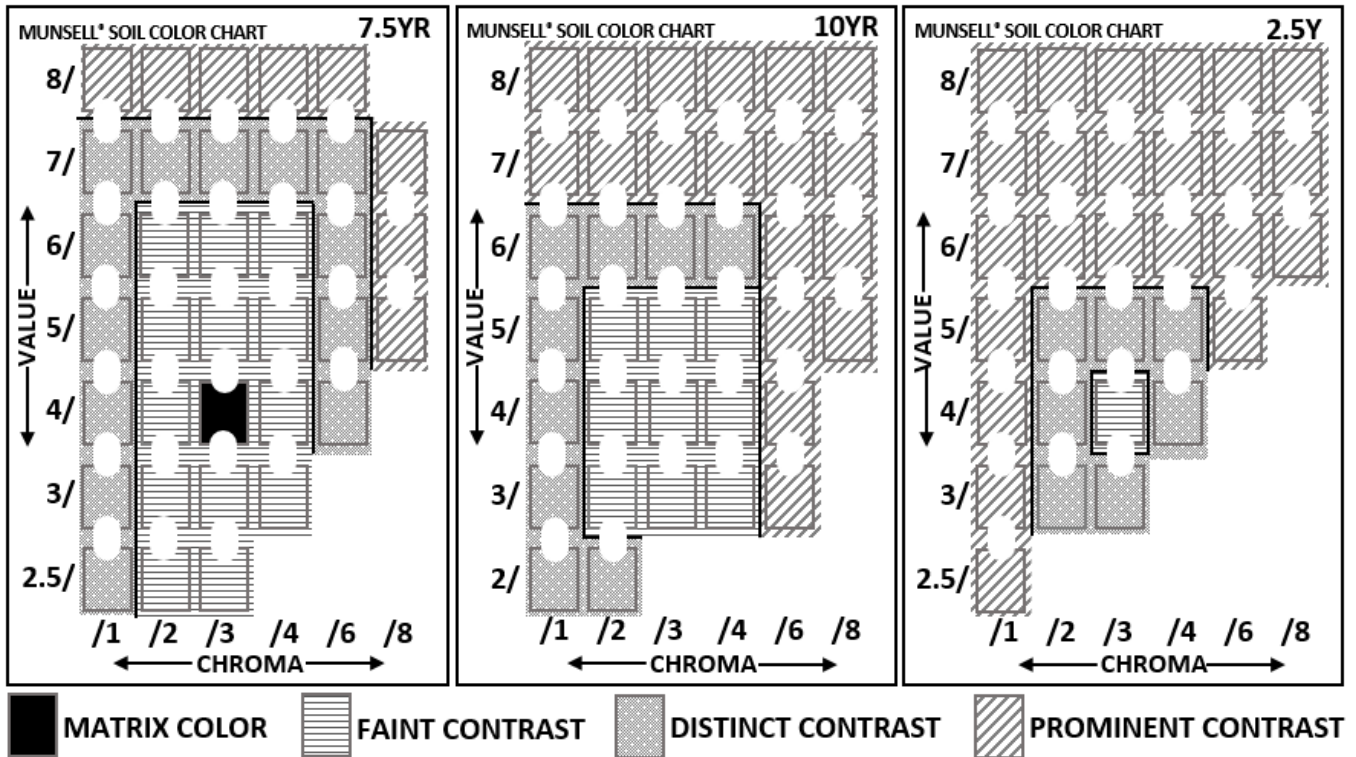 MUNSELL® SOIL COLOR CHART 7.5YR
8/
7/
6/
5/
4/
3/
2.5/
VALUE
/1 /2 /3 /4 /6 /8
CHROMA
MUNSELL® SOIL COLOR CHART 10YR
8/
7/
6/
5/
4/
3/
2/
VALUE
/1 /2 /3 /4 /6 /8
CHROMA
MUNSELL® SOIL COLOR CHART 2.5Y
8/
7/
6/
5/
4/
3/
2.5/
VALUE
/1 /2 /3 /4 /6 /8
CHROMA
MATRIX COLOR
FAINT CONTRAST
DISTINCT CONTRAST
PROMINENT CONTRAST